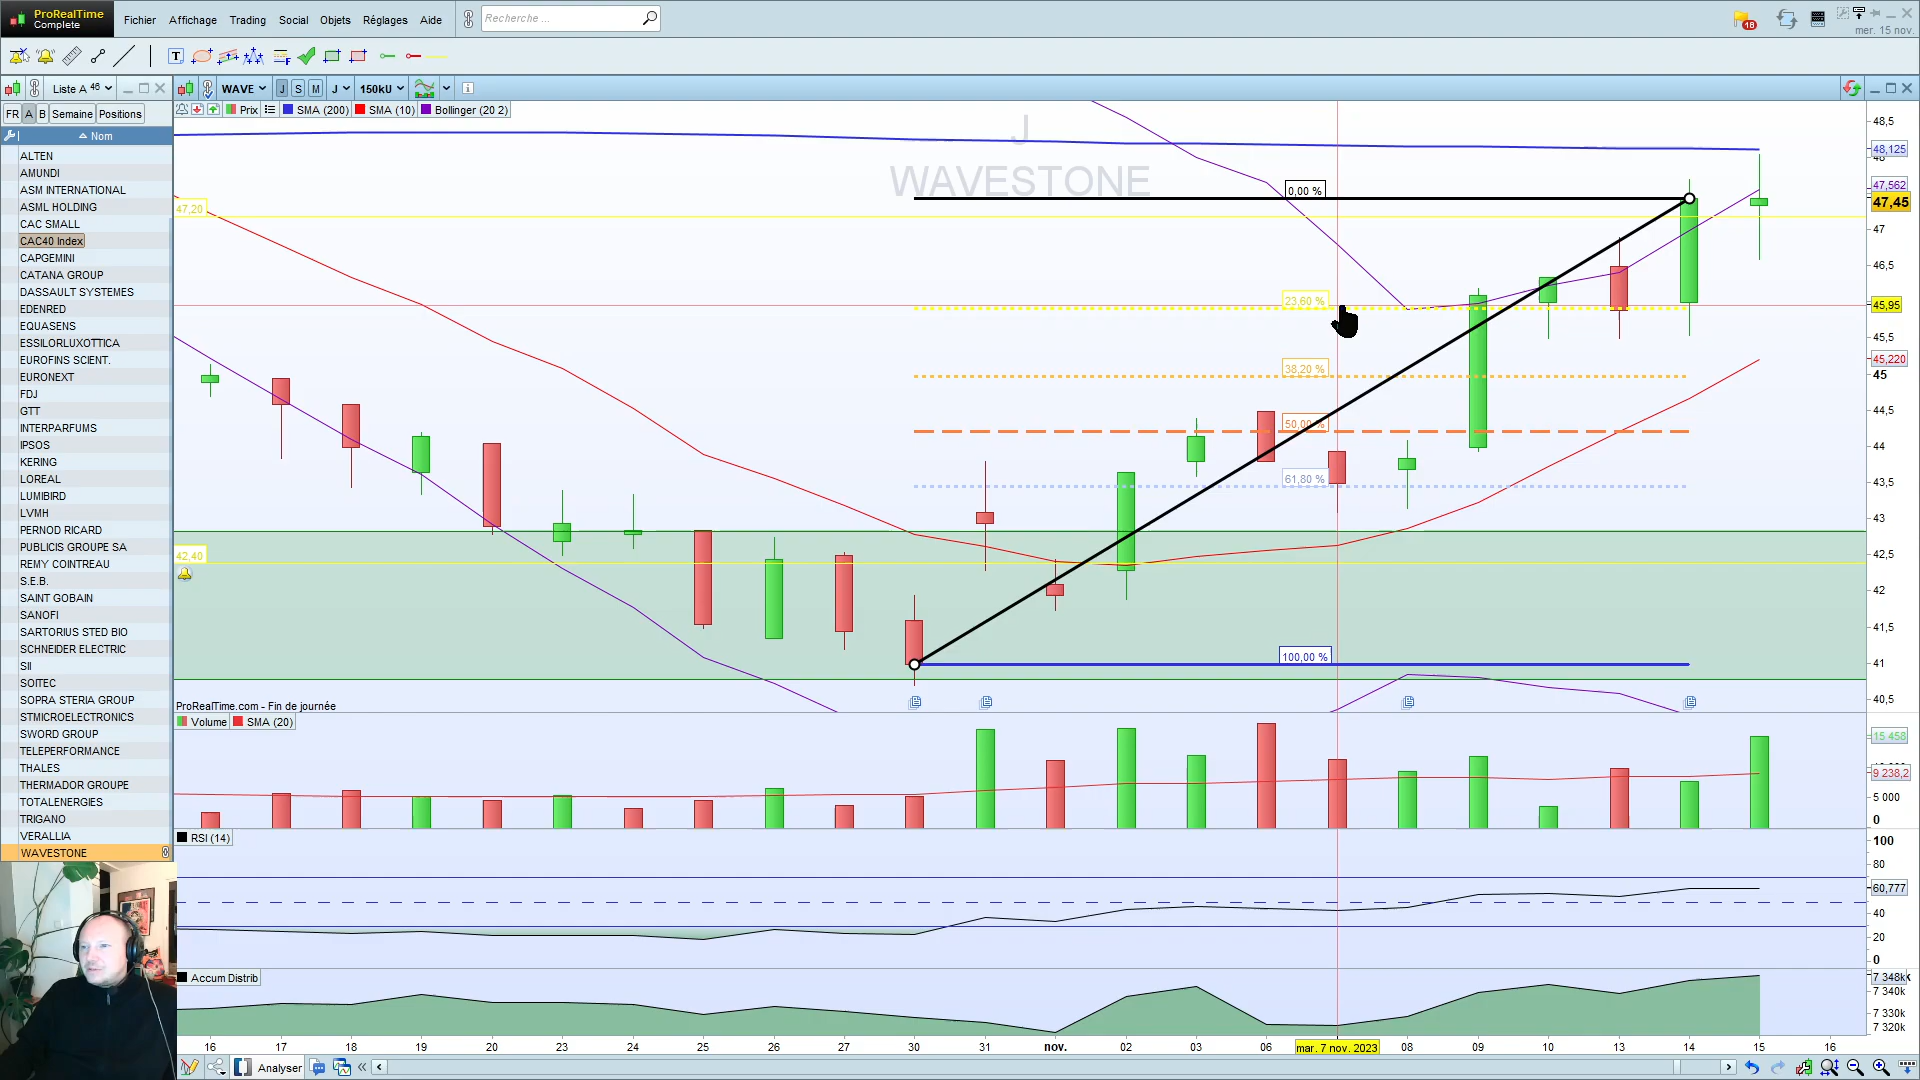 ProRealTime
Complete
Fichier Affichage Trading Social Objets Réglages Aide
Recherche ...
18
mer. 15 nov.
Liste A 46
WAVE J S M J 150kU
FR A B Semaine Positions
Prix SMA (200) SMA (10) Bollinger (20 2)
Nom
ALTEN
AMUNDI
ASM INTERNATIONAL
ASML HOLDING
CAC SMALL
CAC40 Index
CAPGEMINI
CATANA GROUP
DASSAULT SYSTEMES
EDENRED
EQUASENS
ESSILORLUXOTTICA
EUROFINS SCIENT.
EURONEXT
FDJ
GTT
INTERPARFUMS
IPSOS
KERING
LOREAL
LUMIBIRD
LVMH
PERNOD RICARD
PUBLICIS GROUPE SA
REMY COINTREAU
S.E.B.
SAINT GOBAIN
SANOFI
SARTORIUS STED BIO
SCHNEIDER ELECTRIC
SII
SOITEC
SOPRA STERIA GROUP
STMICROELECTRONICS
SWORD GROUP
TELEPERFORMANCE
THALES
THERMADOR GROUPE
TOTALENERGIES
TRIGANO
VERALLIA
WAVESTONE
J
WAVESTONE
47,20
42,40
0,00 %
23,60 %
38,20 %
50,00 %
61,80 %
100,00 %
48,5
48,125
48
47,562
47,45
47
46,5
45,95
45,5
45,220
45
44,5
44
43,5
43
42,5
42
41,5
41
40,5
ProRealTime.com - Fin de journée
Volume SMA (20)
15 458
9 238,2
5 000
0
RSI (14)
100
80
60,777
40
20
0
Accum Distrib
7 348k
7 340k
7 330k
7 320k
16 17 18 19 20 23 24 25 26 27 30 31 nov. 02 03 06 mar. 7 nov. 2023 08 09 10 13 14 15 16
Analyser